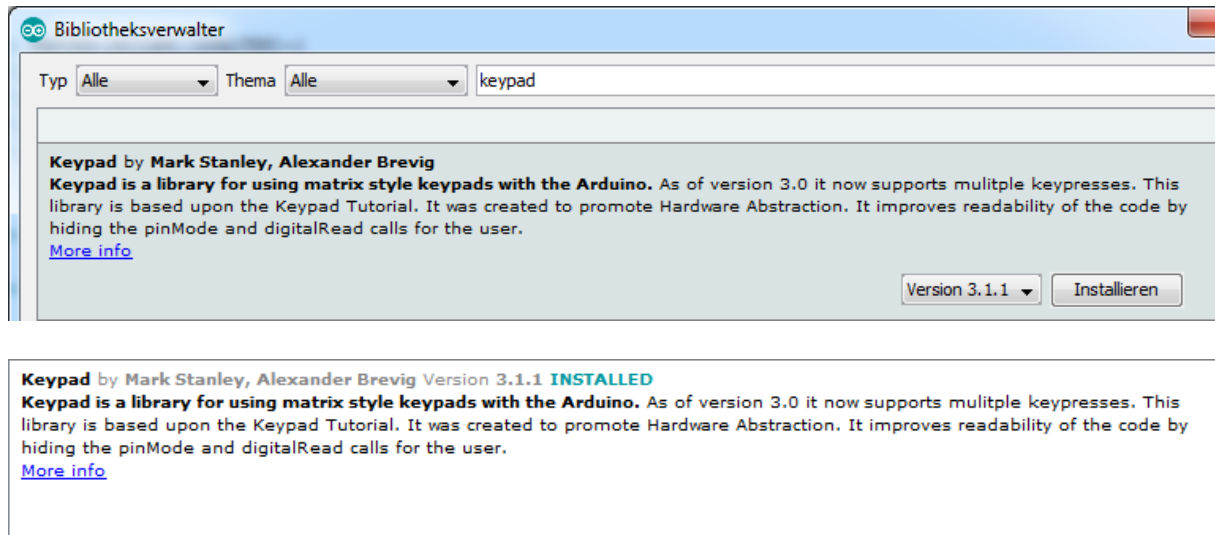 Bibliotheksverwalter
Typ Alle Thema Alle keypad
Keypad by Mark Stanley, Alexander Brevig
Keypad is a library for using matrix style keypads with the Arduino. As of version 3.0 it now supports mulitple keypresses. This
library is based upon the Keypad Tutorial. It was created to promote Hardware Abstraction. It improves readability of the code by
hiding the pinMode and digitalRead calls for the user.
More info
Version 3.1.1 Installieren
Keypad by Mark Stanley, Alexander Brevig Version 3.1.1 INSTALLED
Keypad is a library for using matrix style keypads with the Arduino. As of version 3.0 it now supports mulitple keypresses. This
library is based upon the Keypad Tutorial. It was created to promote Hardware Abstraction. It improves readability of the code by
hiding the pinMode and digitalRead calls for the user.
More info